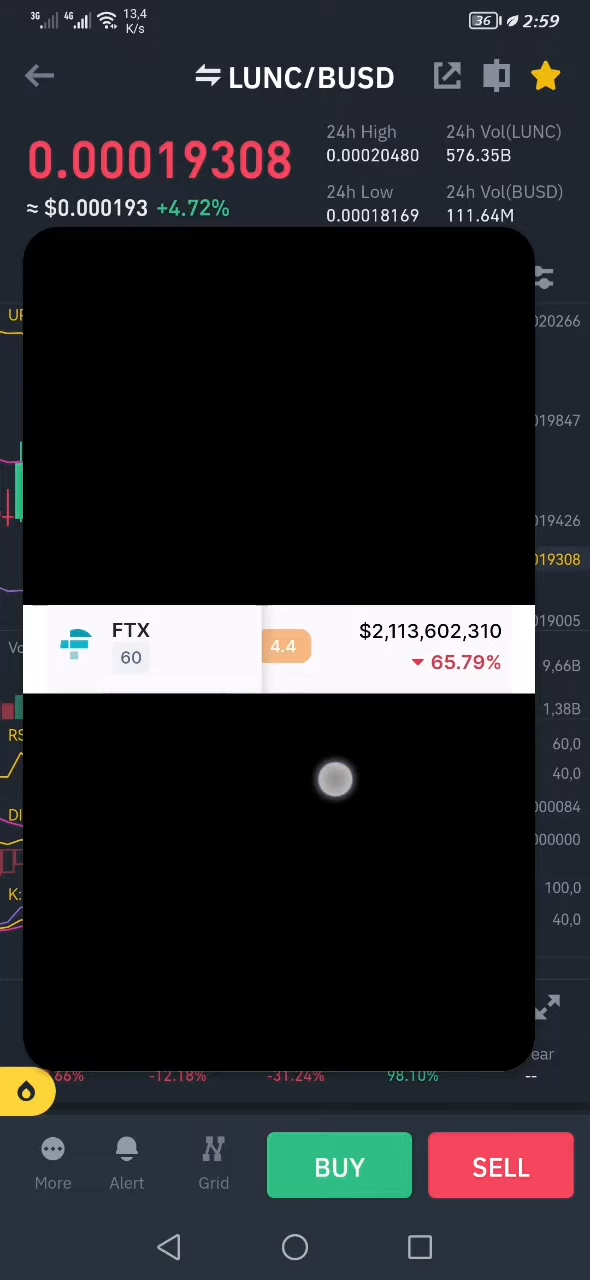 3G 4G 13,4 K/s 36 2:59
LUNC/BUSD
0.00019308
≈ $0.000193 +4.72%
24h High 24h Vol(LUNC)
0.00020480 576.35B
24h Low 24h Vol(BUSD)
0.00018169 111.64M
020266
019847
019426
019308
019005
9,66B
1,38B
60,0
40,0
000084
000000
K:
100,0
40,0
FTX
60
4.4
$2,113,602,310
65.79%
ear
66% -12.18% -31.24% 98.10% --
More Alert Grid BUY SELL